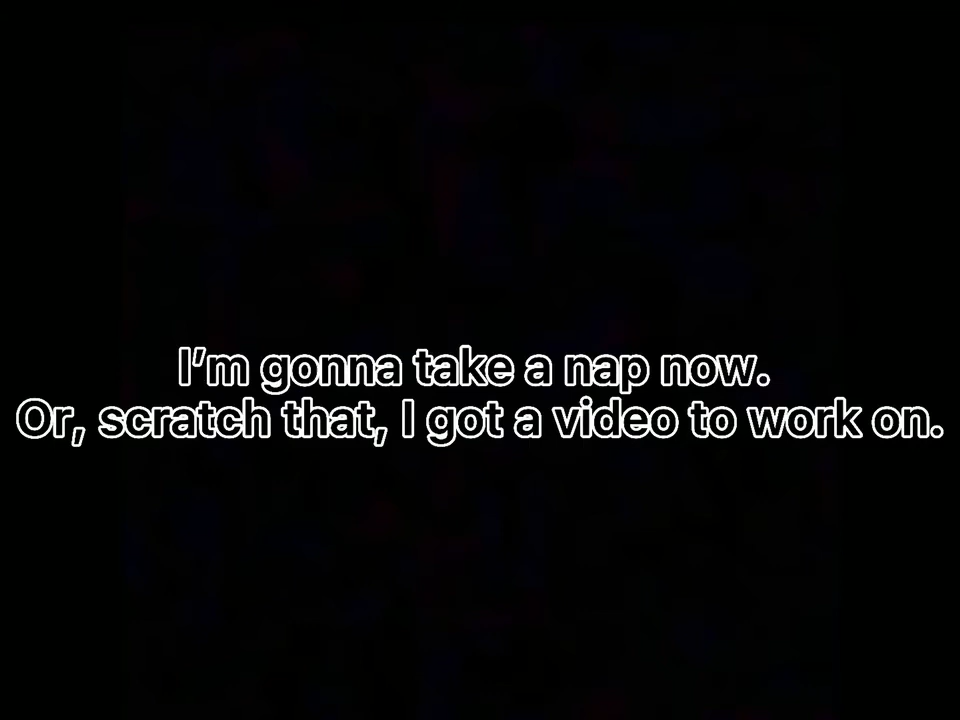 I’m gonna take a nap now.
Or, scratch that, I got a video to work on.